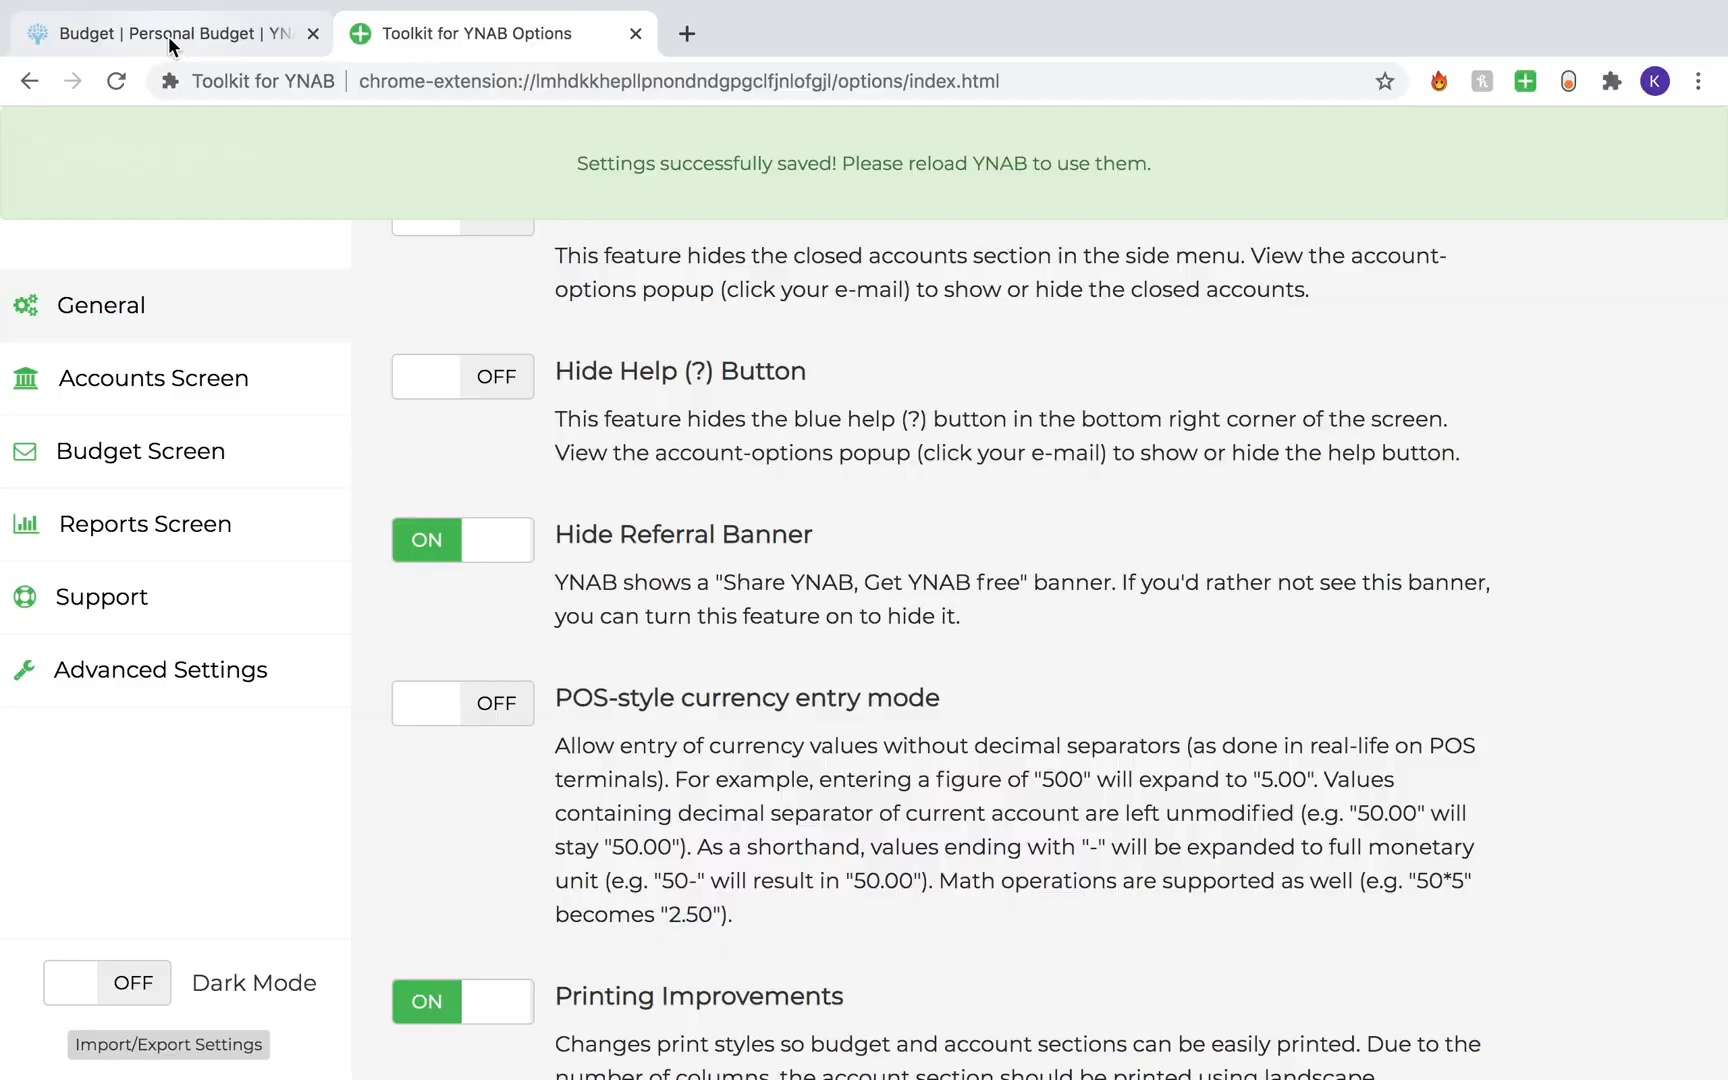 Budget | Personal Budget | YN
Toolkit for YNAB Options
Toolkit for YNAB
chrome-extension://lmhdkkhepllpnondndgpgclfjnlofgjl/options/index.html
K
Settings successfully saved! Please reload YNAB to use them.
General
Accounts Screen
Budget Screen
Reports Screen
Support
Advanced Settings
OFF
Dark Mode
Import/Export Settings
This feature hides the closed accounts section in the side menu. View the account-
options popup (click your e-mail) to show or hide the closed accounts.
OFF
Hide Help (?) Button
This feature hides the blue help (?) button in the bottom right corner of the screen.
View the account-options popup (click your e-mail) to show or hide the help button.
ON
Hide Referral Banner
YNAB shows a "Share YNAB, Get YNAB free" banner. If you'd rather not see this banner,
you can turn this feature on to hide it.
OFF
POS-style currency entry mode
Allow entry of currency values without decimal separators (as done in real-life on POS
terminals). For example, entering a figure of "500" will expand to "5.00". Values
containing decimal separator of current account are left unmodified (e.g. "50.00" will
stay "50.00"). As a shorthand, values ending with "-" will be expanded to full monetary
unit (e.g. "50-" will result in "50.00"). Math operations are supported as well (e.g. "50*5"
becomes "2.50").
ON
Printing Improvements
Changes print styles so budget and account sections can be easily printed. Due to the
number of columns, the account section should be printed using landscape